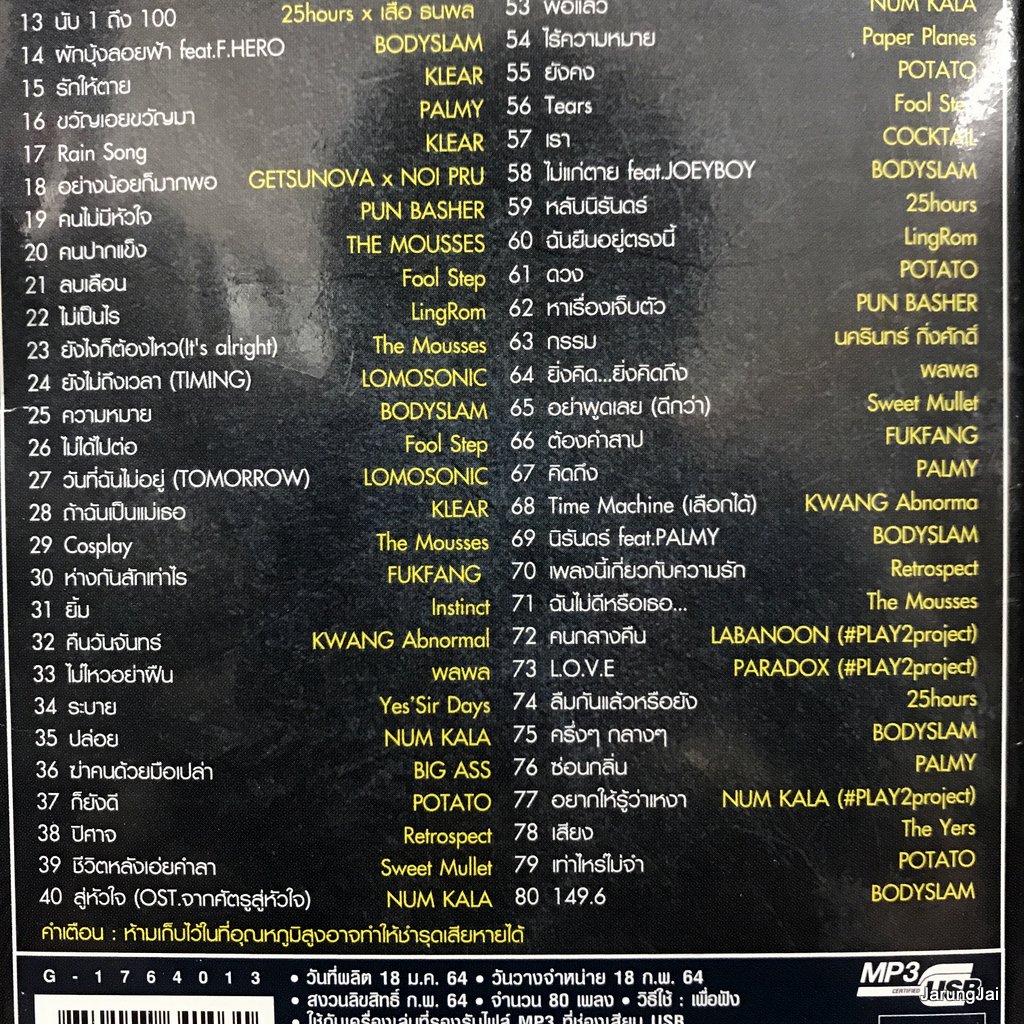 13 นับ 1 ถึง 100 25hours x เสือ ธนพล
14 ผักบุ้งลอยฟ้า feat.F.HERO BODYSLAM
15 รักให้ตาย KLEAR
16 ขวัญเอยขวัญมา PALMY
17 Rain Song KLEAR
18 อย่างน้อยก็มากพอ GETSUNOVA x NOI PRU
19 คนไม่มีหัวใจ PUN BASHER
20 คนปากแข็ง THE MOUSSES
21 ลบเลือน Fool Step
22 ไม่เป็นไร LingRom
23 ยังไงก็ต้องไหว(It's alright) The Mousses
24 ยังไม่ถึงเวลา (TIMING) LOMOSONIC
25 ความหมาย BODYSLAM
26 ไม่ได้ไปต่อ Fool Step
27 วันที่ฉันไม่อยู่ (TOMORROW) LOMOSONIC
28 ถ้าฉันเป็นแม่เธอ KLEAR
29 Cosplay The Mousses
30 ห่างกันสักเท่าไร FUKFANG
31 ยิ้ม Instinct
32 คืนวันจันทร์ KWANG Abnormal
33 ไม่ไหวอย่าฝืน wawa
34 ระบาย Yes'Sir Days
35 ปล่อย NUM KALA
36 ฆ่าคนด้วยมือเปล่า BIG ASS
37 ก็ยังดี POTATO
38 ปีศาจ Retrospect
39 ชีวิตหลังเอ่ยคำลา Sweet Mullet
40 สู่หัวใจ (OST.จากศัตรูสู่หัวใจ) NUM KALA
53 พอแล้ว NUM KALA
54 ไร้ความหมาย Paper Planes
55 ยังคง POTATO
56 Tears Fool Step
57 เรา COCKTAIL
58 ไม่แก่ตาย feat.JOEYBOY BODYSLAM
59 หลับนิรันดร์ 25hours
60 ฉันยืนอยู่ตรงนี้ LingRom
61 ดวง POTATO
62 หาเรื่องเจ็บตัว PUN BASHER
63 กรรม นครินทร์ กิ่งศักดิ์
64 ยิ่งคิด...ยิ่งคิดถึง wawa
65 อย่าพูดเลย (ดีกว่า) Sweet Mullet
66 ต้องคำสาป FUKFANG
67 คิดถึง PALMY
68 Time Machine (เลือกได้) KWANG Abnorma
69 นิรันดร์ feat.PALMY BODYSLAM
70 เพลงนี้เกี่ยวกับความรัก Retrospect
71 ฉันไม่ดีหรือเธอ... The Mousses
72 คนกลางคืน LABANOON (#PLAY2project)
73 L.O.V.E PARADOX (#PLAY2project)
74 ลืมกันแล้วหรือยัง 25hours
75 ครึ่งๆ กลางๆ BODYSLAM
76 ซ่อนกลิ่น PALMY
77 อยากให้รู้ว่าเหงา NUM KALA (#PLAY2project)
78 เสียง The Yers
79 เท่าไหร่ไม่จำ POTATO
80 149.6 BODYSLAM
คำเตือน : ห้ามเก็บไว้ในที่อุณหภูมิสูงอาจทำให้ชำรุดเสียหายได้
G-1764013
• วันที่ผลิต 18 ม.ค. 64 • วันวางจำหน่าย 18 ก.พ. 64
• สงวนลิขสิทธิ์ ก.พ. 64 • จำนวน 80 เพลง • วิธีใช้ : เพื่อฟัง
• ใช้กับเครื่องเล่นที่รองรับไฟล์ MP3 ที่ช่องเสียบ USB
MP3 CERTIFIED USB
JarungJai